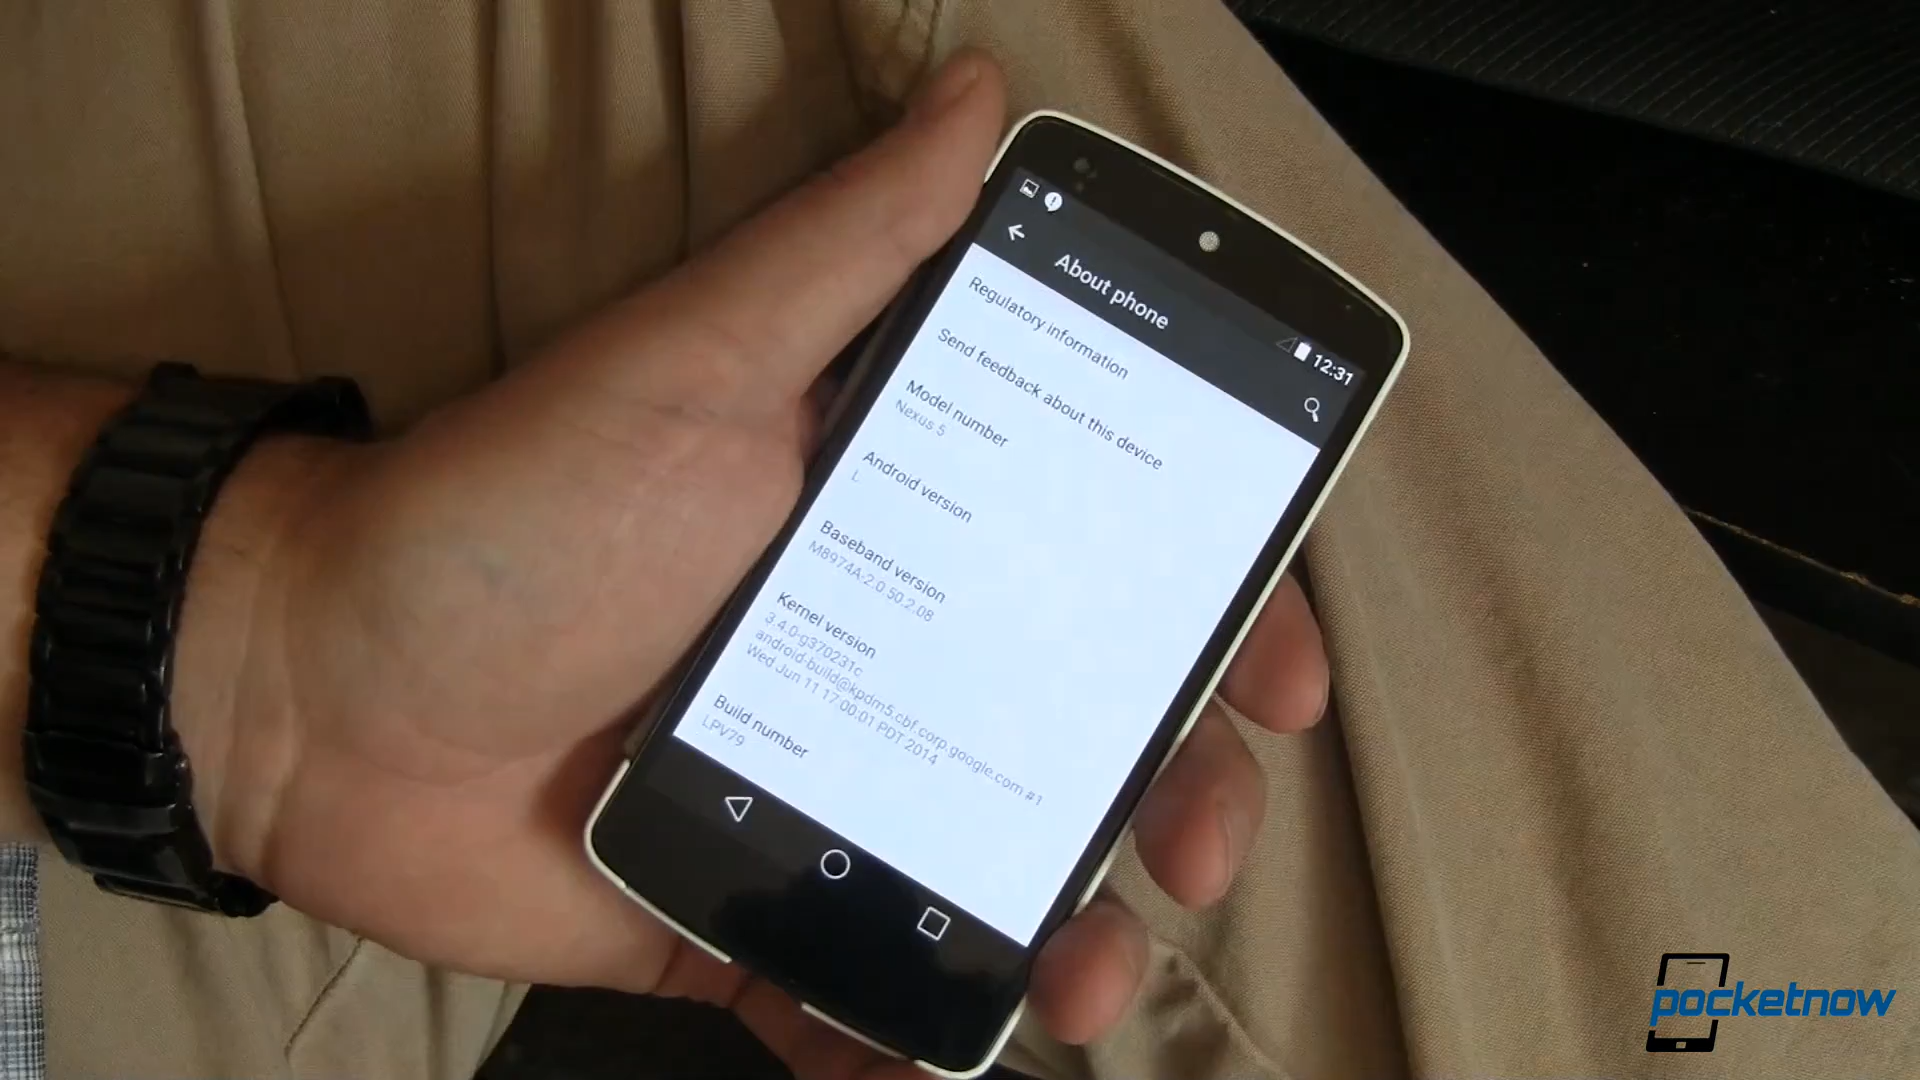 12:31
About phone
Regulatory information
Send feedback about this device
Model number
Nexus 5
Android version
L
Baseband version
M8974A-2.0.50.2.08
Kernel version
3.4.0-g370231c
android-build@kpdm5.cbf.corp.google.com #1
Wed Jun 11 17:00:01 PDT 2014
Build number
LPV79
pocketnow